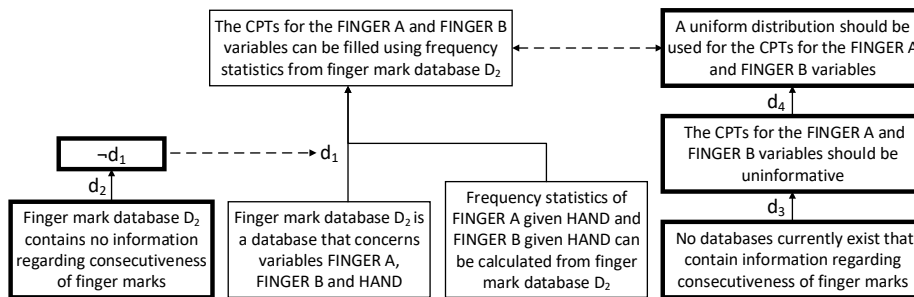 The CPTs for the FINGER A and FINGER B
variables can be filled using frequency
statistics from finger mark database D₂
A uniform distribution should be
used for the CPTs for the FINGER A
and FINGER B variables
d₄
¬d₁
d₁
The CPTs for the FINGER A and
FINGER B variables should be
uninformative
d₂
d₃
Finger mark database D₂
contains no information
regarding consecutiveness
of finger marks
Finger mark database D₂ is
a database that concerns
variables FINGER A,
FINGER B and HAND
Frequency statistics of
FINGER A given HAND and
FINGER B given HAND can
be calculated from finger
mark database D₂
No databases currently exist that
contain information regarding
consecutiveness of finger marks